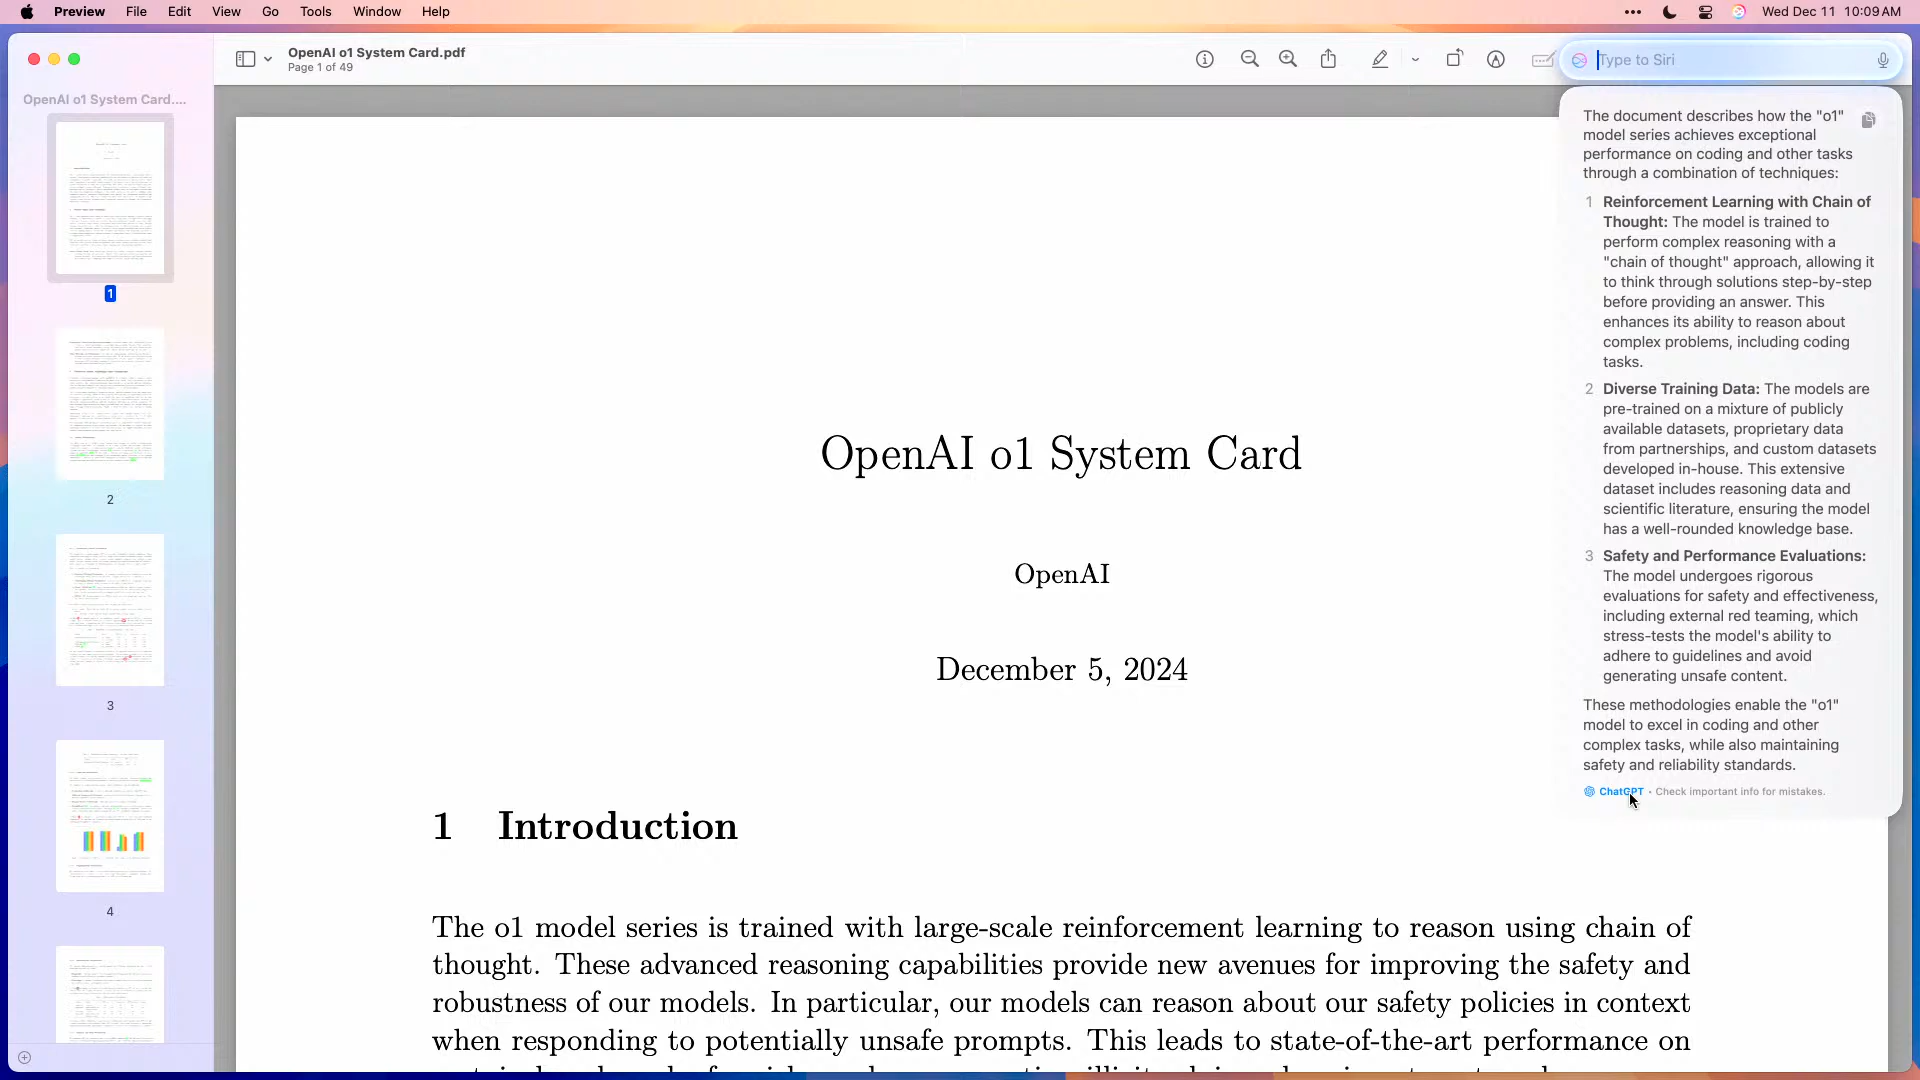 Preview File Edit View Go Tools Window Help
Wed Dec 11 10:09 AM
OpenAI o1 System Card.pdf
Page 1 of 49
Type to Siri
OpenAI o1 System Card....
1
2
3
4
OpenAI o1 System Card
OpenAI
December 5, 2024
1 Introduction
The o1 model series is trained with large-scale reinforcement learning to reason using chain of
thought. These advanced reasoning capabilities provide new avenues for improving the safety and
robustness of our models. In particular, our models can reason about our safety policies in context
when responding to potentially unsafe prompts. This leads to state-of-the-art performance on
The document describes how the "o1"
model series achieves exceptional
performance on coding and other tasks
through a combination of techniques:
1 Reinforcement Learning with Chain of
Thought: The model is trained to
perform complex reasoning with a
"chain of thought" approach, allowing it
to think through solutions step-by-step
before providing an answer. This
enhances its ability to reason about
complex problems, including coding
tasks.
2 Diverse Training Data: The models are
pre-trained on a mixture of publicly
available datasets, proprietary data
from partnerships, and custom datasets
developed in-house. This extensive
dataset includes reasoning data and
scientific literature, ensuring the model
has a well-rounded knowledge base.
3 Safety and Performance Evaluations:
The model undergoes rigorous
evaluations for safety and effectiveness,
including external red teaming, which
stress-tests the model's ability to
adhere to guidelines and avoid
generating unsafe content.
These methodologies enable the "o1"
model to excel in coding and other
complex tasks, while also maintaining
safety and reliability standards.
ChatGPT • Check important info for mistakes.